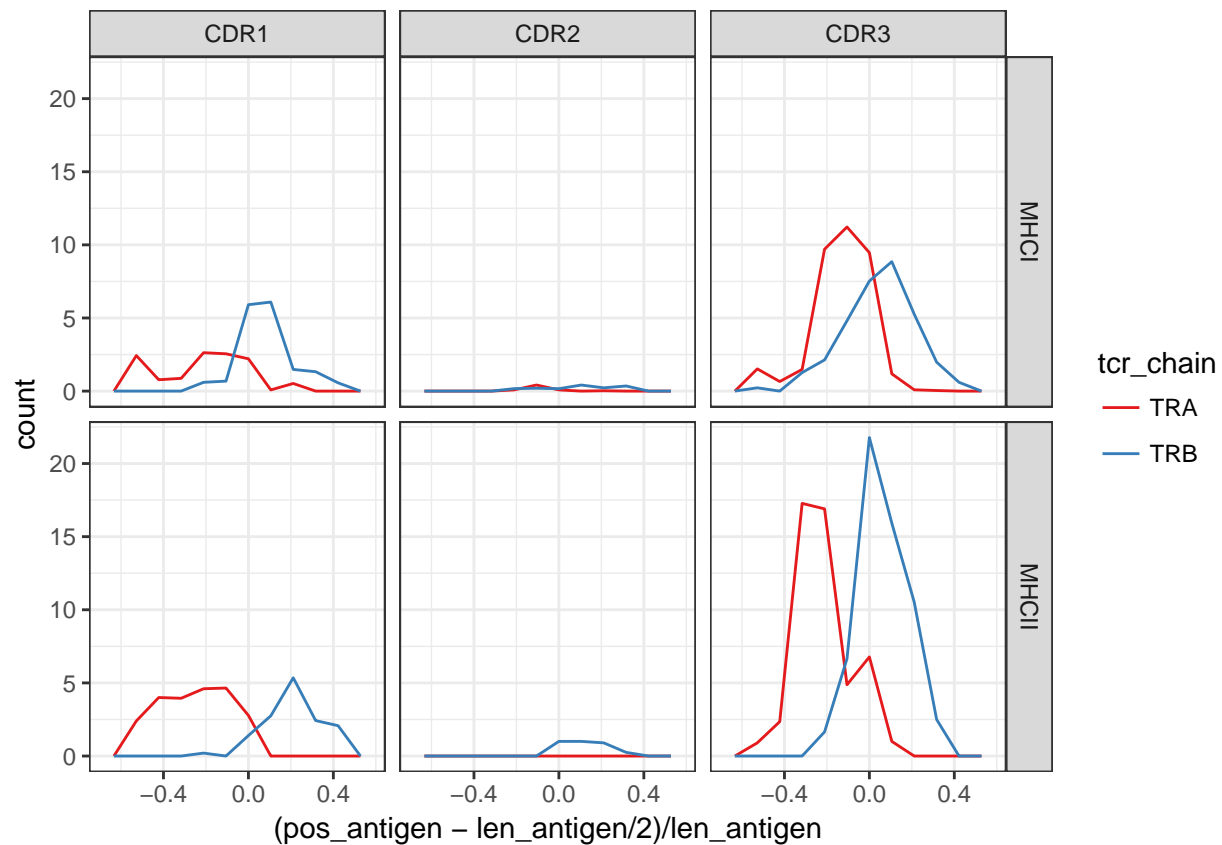 CDR1
CDR2
CDR3
20
15
10
5
0
MHCI
20
15
10
5
0
MHCII
count
−0.4
0.0
0.4
−0.4
0.0
0.4
−0.4
0.0
0.4
(pos_antigen − len_antigen/2)/len_antigen
tcr_chain
TRA
TRB